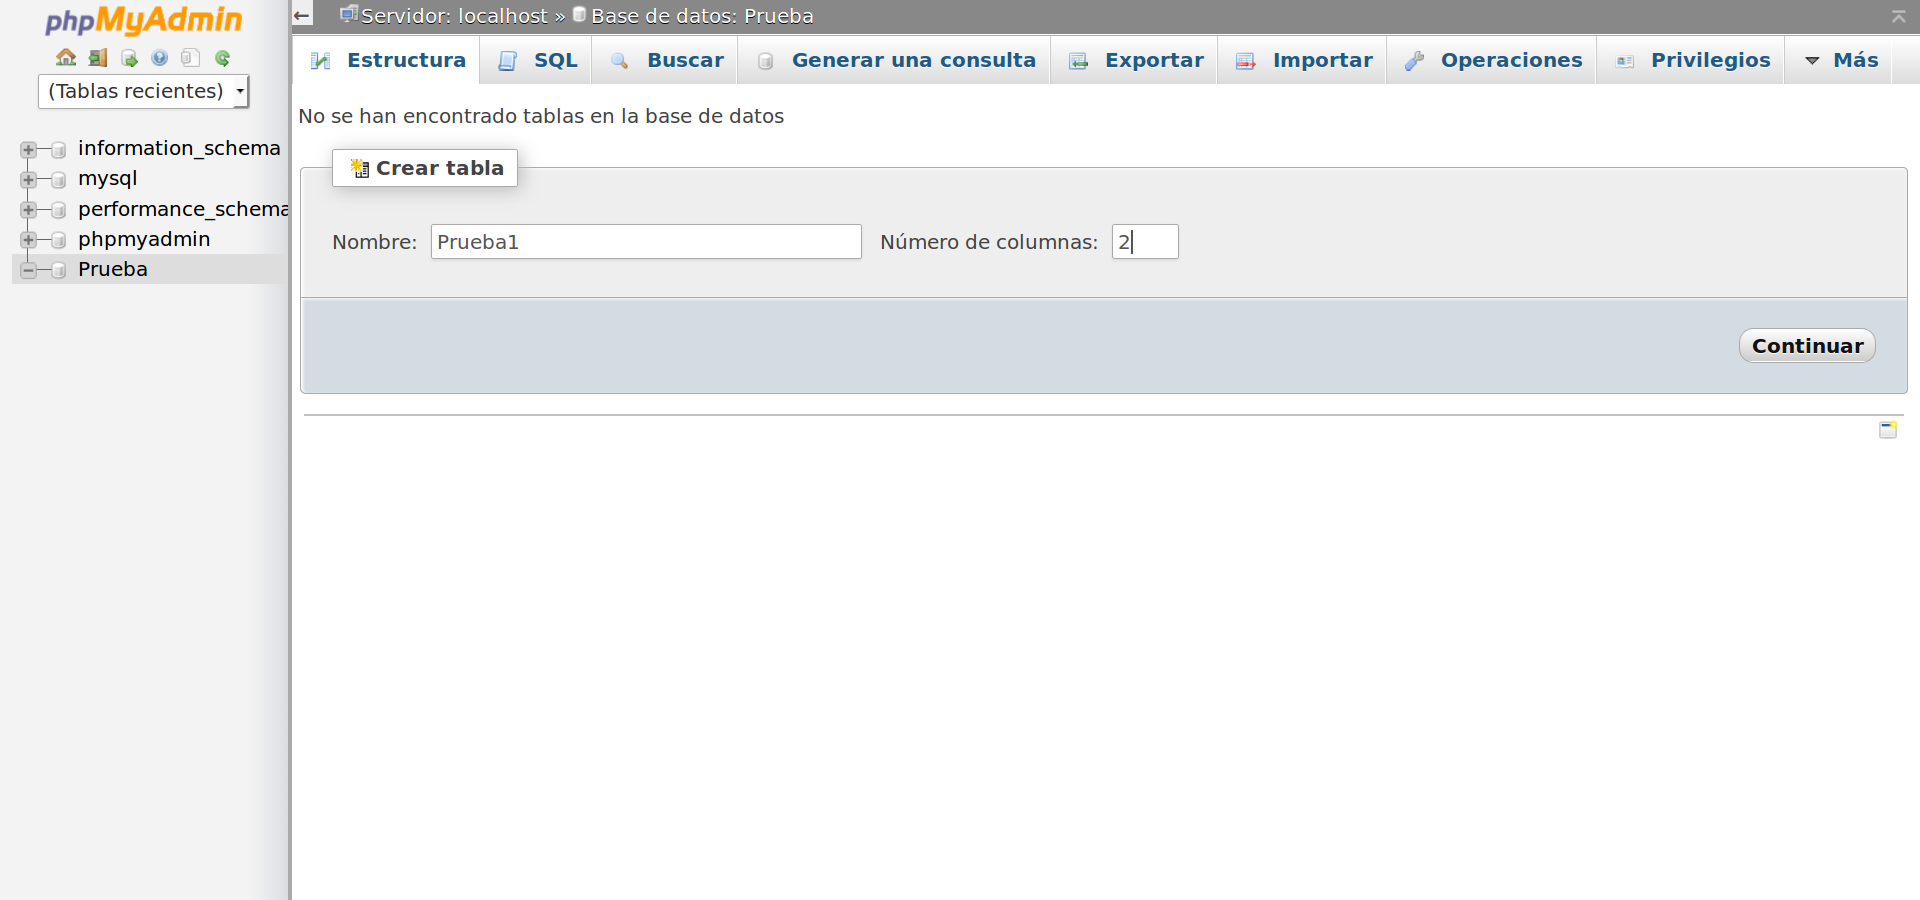 phpMyAdmin
(Tablas recientes)
information_schema
mysql
performance_schema
phpmyadmin
Prueba
Servidor: localhost » Base de datos: Prueba
Estructura SQL Buscar Generar una consulta Exportar Importar Operaciones Privilegios Más
No se han encontrado tablas en la base de datos
Crear tabla
Nombre: Prueba1 Número de columnas: 2
Continuar